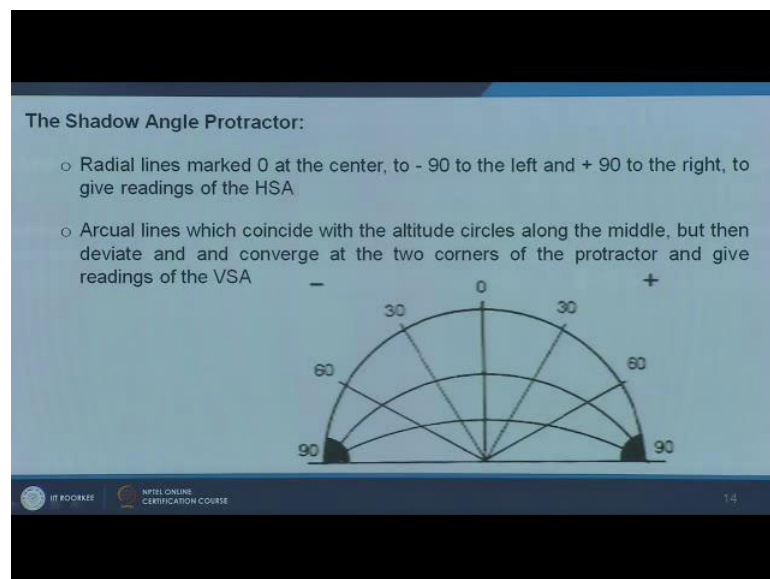 The Shadow Angle Protractor:
o Radial lines marked 0 at the center, to - 90 to the left and + 90 to the right, to
give readings of the HSA
o Arcual lines which coincide with the altitude circles along the middle, but then
deviate and and converge at the two corners of the protractor and give
readings of the VSA
- 0 +
30 30
60 60
90 90
IIT ROORKEE
NPTEL ONLINE
CERTIFICATION COURSE
14